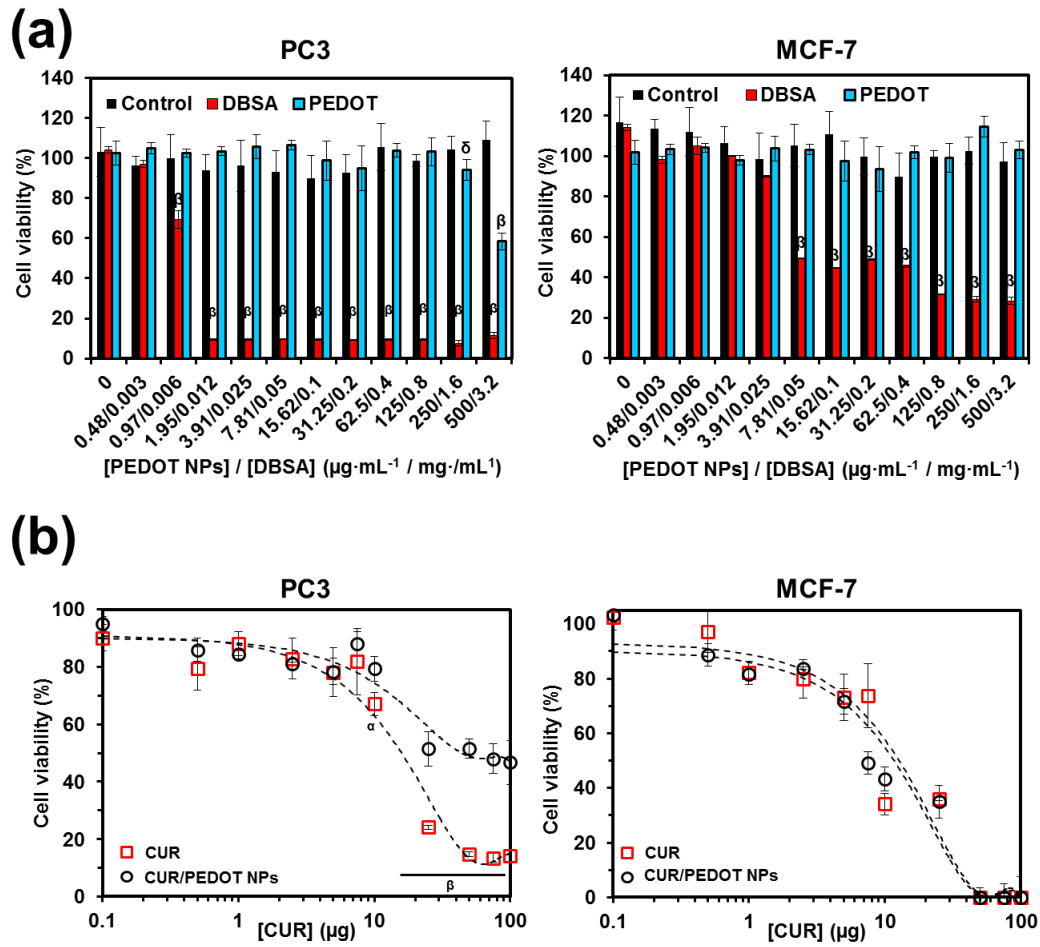 (a)
PC3
MCF-7
Cell viability (%)
140
120
100
80
60
40
20
0
Control DBSA PEDOT
β
β β β β β β β β
δ
β
β
0
0.48/0.003
0.97/0.006
1.95/0.012
3.91/0.025
7.81/0.05
15.62/0.1
31.25/0.2
62.5/0.4
125/0.8
250/1.6
500/3.2
[PEDOT NPs] / [DBSA] (µg·mL⁻¹ / mg·/mL¹)
Cell viability (%)
140
120
100
80
60
40
20
0
Control DBSA PEDOT
β β β β β β β
0
0.48/0.003
0.97/0.006
1.95/0.012
3.91/0.025
7.81/0.05
15.62/0.1
31.25/0.2
62.5/0.4
125/0.8
250/1.6
500/3.2
[PEDOT NPs] / [DBSA] (µg·mL⁻¹ / mg·mL⁻¹)
(b)
PC3
MCF-7
Cell viability (%)
100
80
60
40
20
0
α
CUR
CUR/PEDOT NPs
β
0.1 1 10 100
[CUR] (µg)
Cell viability (%)
100
80
60
40
20
0
CUR
CUR/PEDOT NPs
0.1 1 10 100
[CUR] (µg)